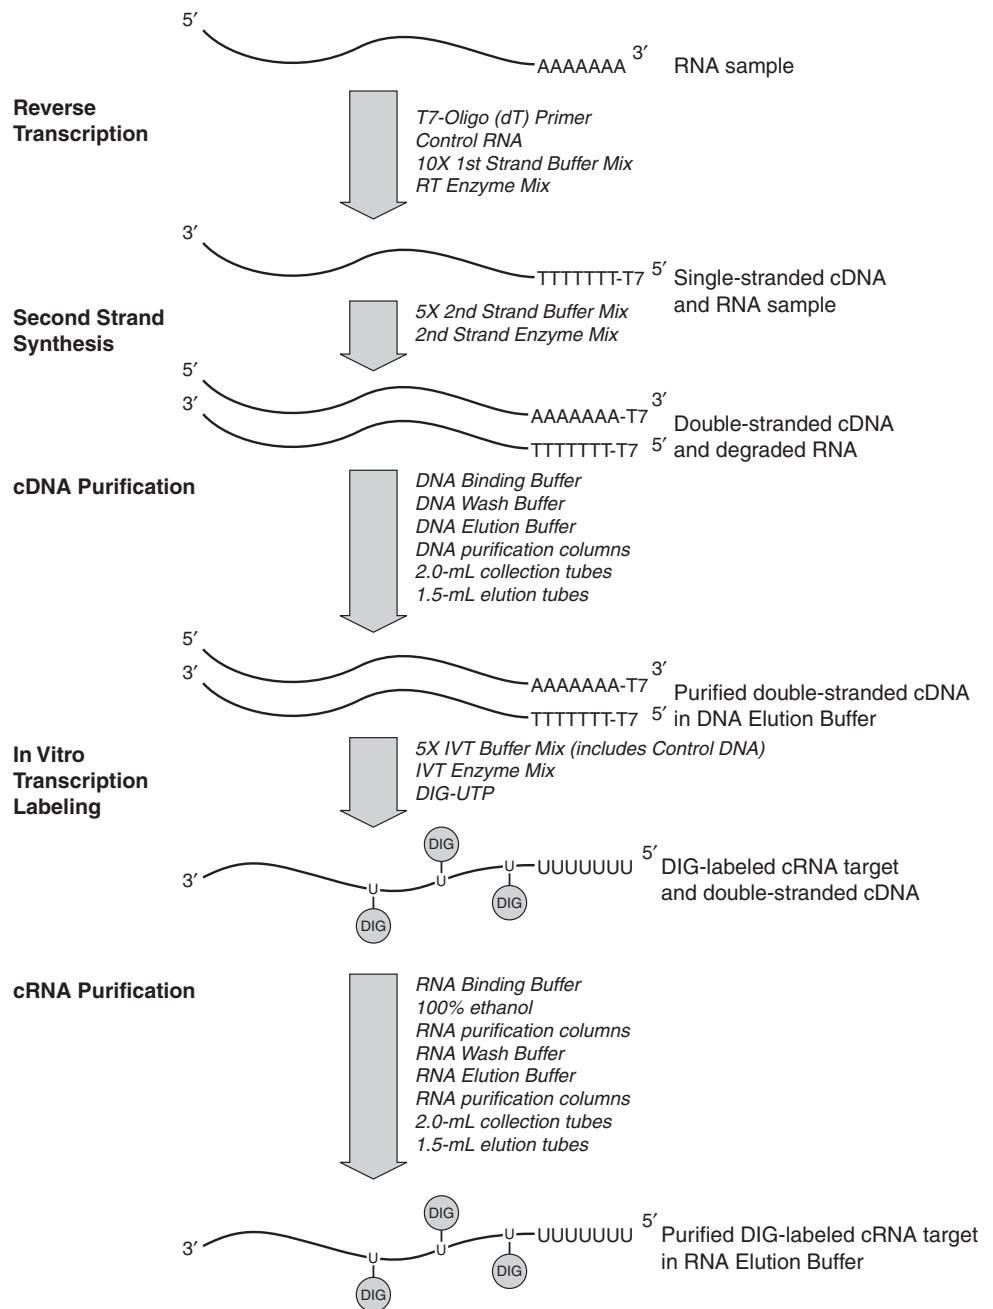 5′
AAAAAAA 3′ RNA sample
Reverse
Transcription
T7-Oligo (dT) Primer
Control RNA
10X 1st Strand Buffer Mix
RT Enzyme Mix
3′
TTTTTTT-T7 5′ Single-stranded cDNA
and RNA sample
Second Strand
Synthesis
5X 2nd Strand Buffer Mix
2nd Strand Enzyme Mix
5′
AAAAAAA-T7 3′
3′
TTTTTTT-T7 5′
Double-stranded cDNA
and degraded RNA
cDNA Purification
DNA Binding Buffer
DNA Wash Buffer
DNA Elution Buffer
DNA purification columns
2.0-mL collection tubes
1.5-mL elution tubes
5′
AAAAAAA-T7 3′
3′
TTTTTTT-T7 5′
Purified double-stranded cDNA
in DNA Elution Buffer
In Vitro
Transcription
Labeling
5X IVT Buffer Mix (includes Control DNA)
IVT Enzyme Mix
DIG-UTP
DIG
3′ U U U UUUUUUU 5′
DIG DIG
DIG-labeled cRNA target
and double-stranded cDNA
cRNA Purification
RNA Binding Buffer
100% ethanol
RNA purification columns
RNA Wash Buffer
RNA Elution Buffer
RNA purification columns
2.0-mL collection tubes
1.5-mL elution tubes
DIG
3′ U U U UUUUUUU 5′
DIG DIG
Purified DIG-labeled cRNA target
in RNA Elution Buffer